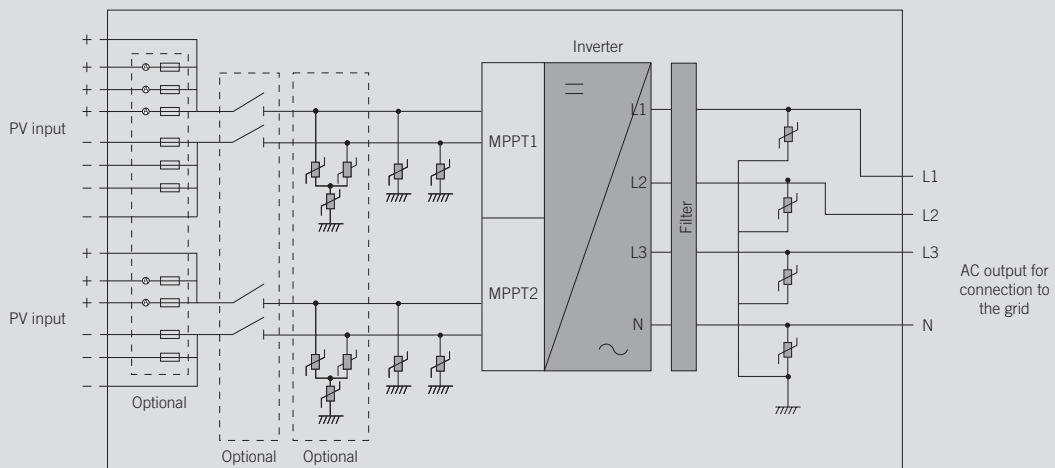 Inverter
PV input
+
+
+
+
−
−
−
−
MPPT1
L1
L2
L3
N
Filter
L1
L2
L3
N
AC output for
connection to
the grid
PV input
+
+
+
−
−
−
MPPT2
Optional
Optional
Optional